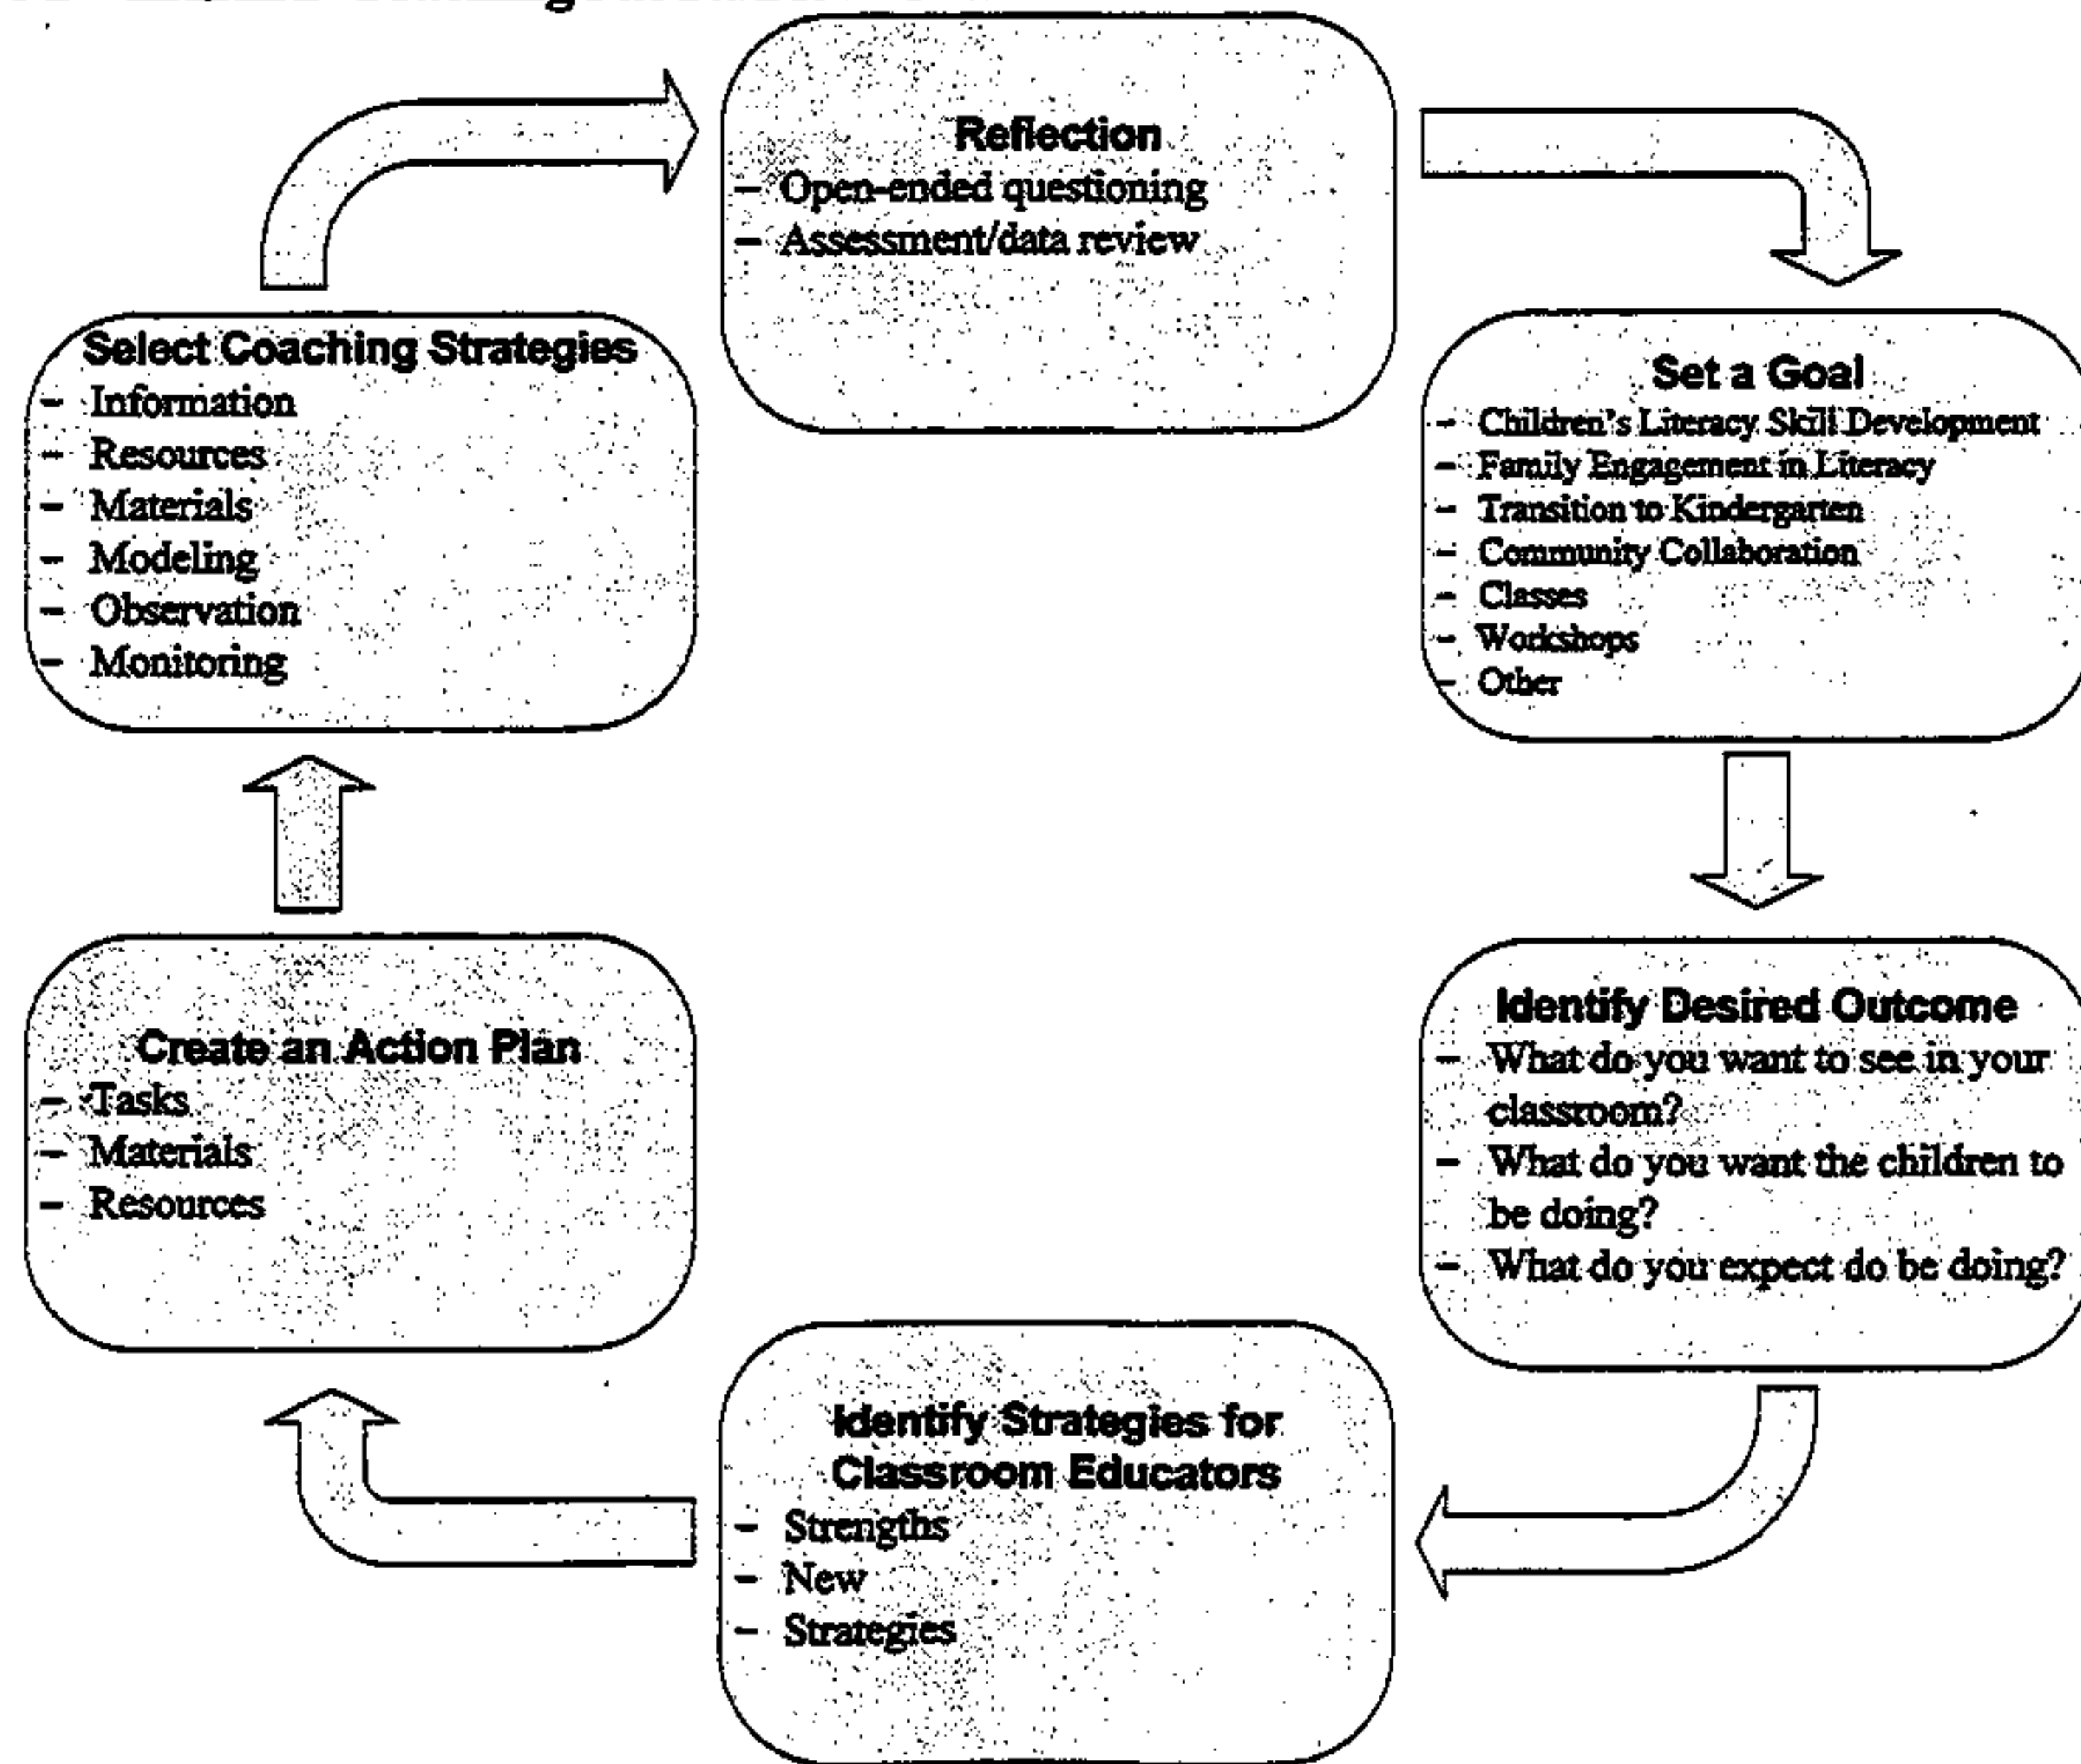 Reflection
– Open-ended questioning
– Assessment/data review
Set a Goal
– Children's Literacy Skill Development
– Family Engagement in Literacy
– Transition to Kindergarten
– Community Collaboration
– Classes
– Workshops
– Other
Identify Desired Outcome
– What do you want to see in your
classroom?
– What do you want the children to
be doing?
– What do you expect do be doing?
Identify Strategies for
Classroom Educators
– Strengths
– New
– Strategies
Create an Action Plan
– Tasks
– Materials
– Resources
Select Coaching Strategies
– Information
– Resources
– Materials
– Modeling
– Observation
– Monitoring